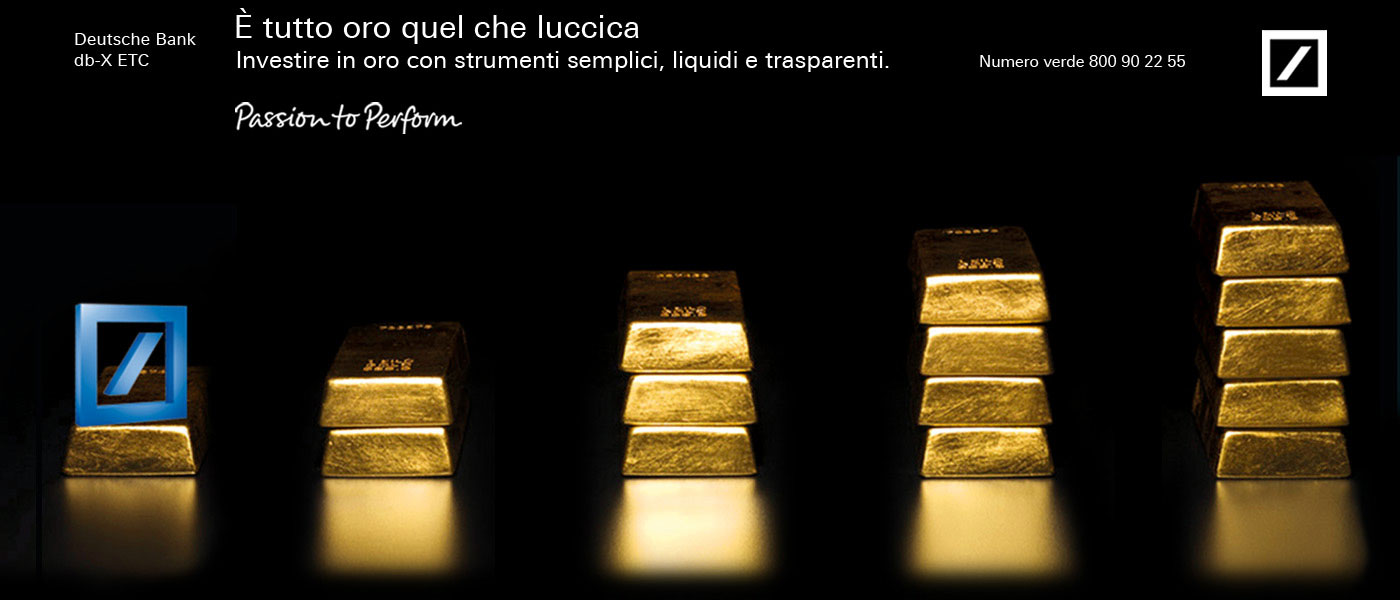 Deutsche Bank
db-X ETC
È tutto oro quel che luccica
Investire in oro con strumenti semplici, liquidi e trasparenti.
Passion to Perform
Numero verde 800 90 22 55